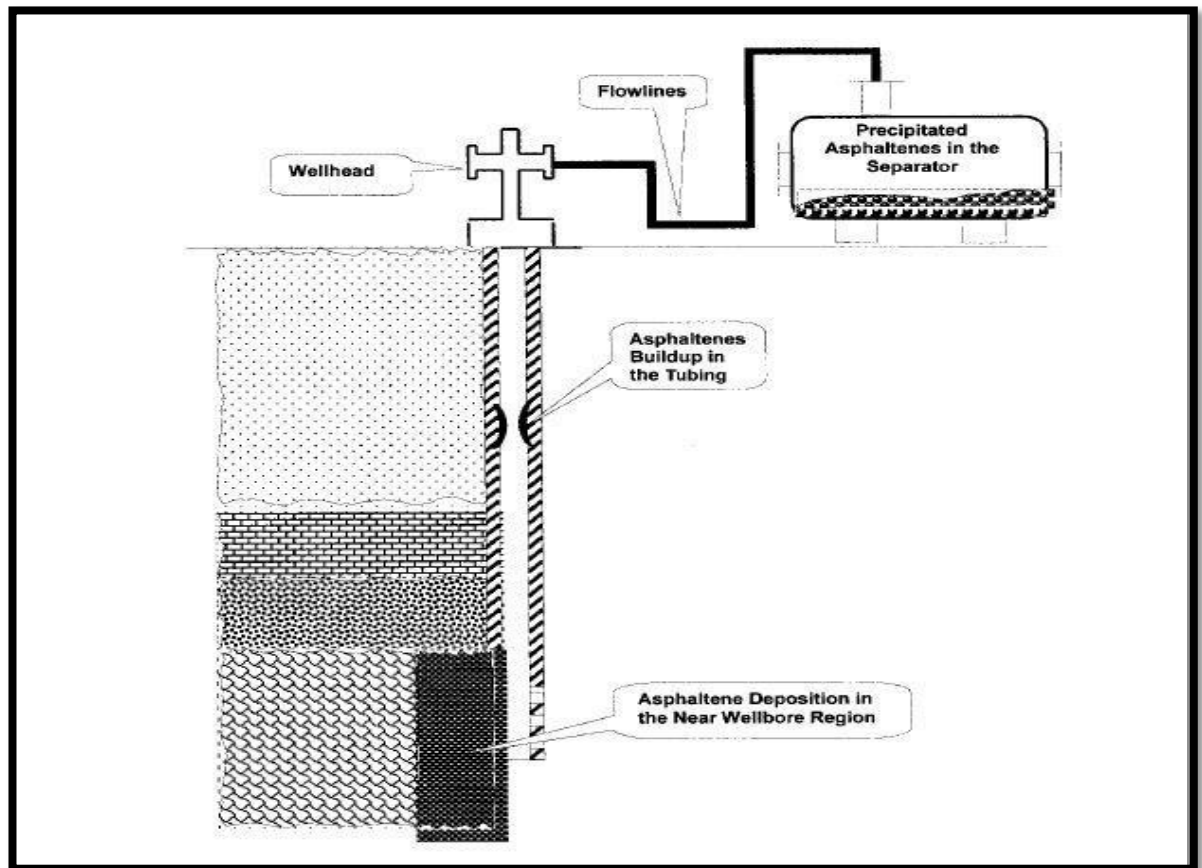 Flowlines
Precipitated
Asphaltenes in the
Separator
Wellhead
Asphaltenes
Buildup in
the Tubing
Asphaltene Deposition in
the Near Wellbore Region